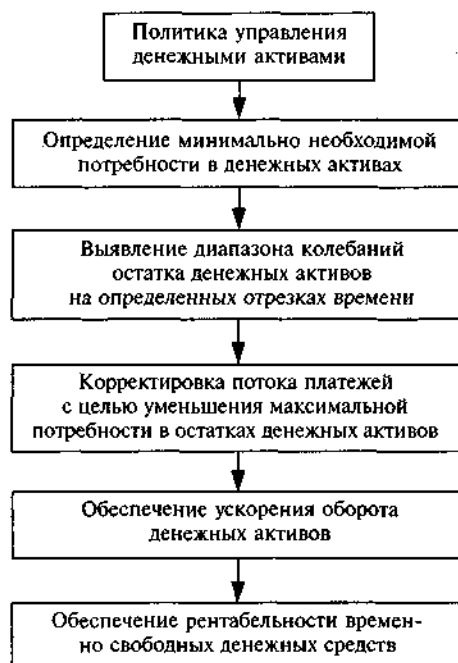 Политика управления
денежными активами
Определение минимально необходимой
потребности в денежных активах
Выявление диапазона колебаний
остатка денежных активов
на определенных отрезках времени
Корректировка потока платежей
с целью уменьшения максимальной
потребности в остатках денежных активов
Обеспечение ускорения оборота
денежных активов
Обеспечение рентабельности времен-
но свободных денежных средств